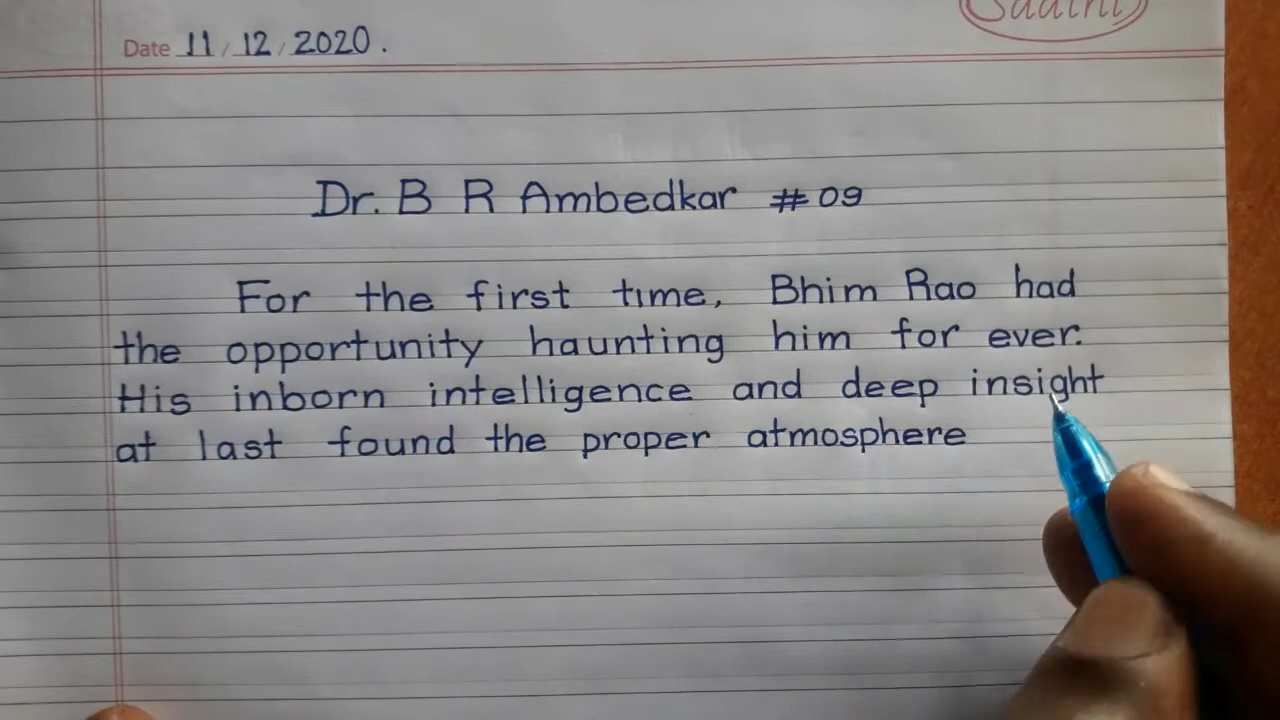 Date 11/12/2020.
Dr. B R Ambedkar #09
For the first time, Bhim Rao had
the opportunity haunting him for ever.
His inborn intelligence and deep insight
at last found the proper atmosphere